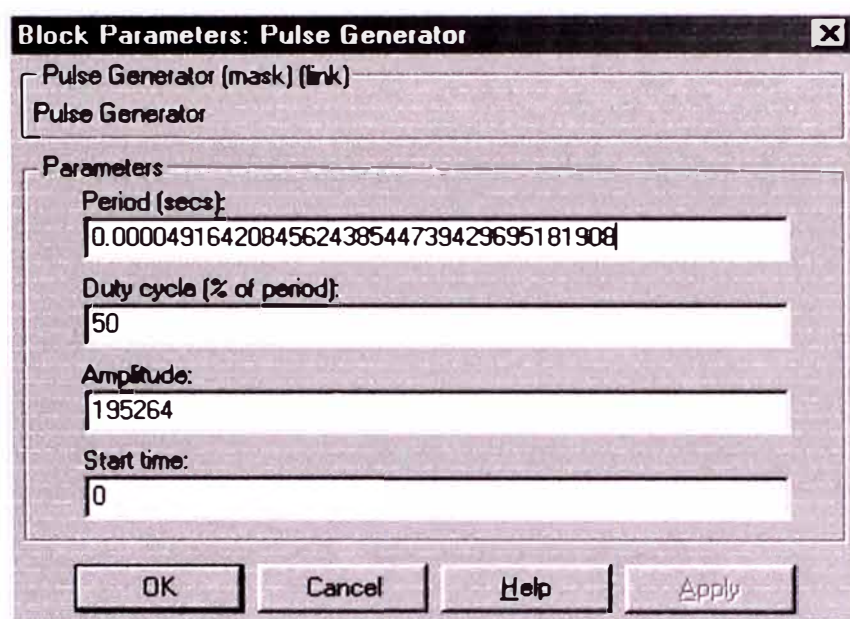 Block Parameters: Pulse Generator
Pulse Generator (mask) (link)
Pulse Generator
Parameters
Period (secs):
0.000049164208456243854473942969518190​8
Duty cycle (% of period):
50
Amplitude:
195264
Start time:
0
OK Cancel Help Apply